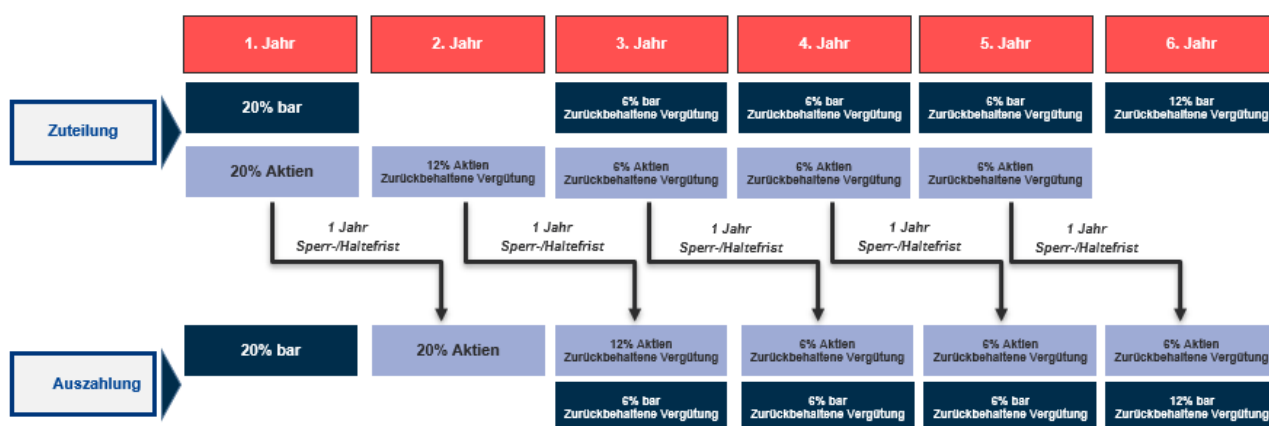 1. Jahr
2. Jahr
3. Jahr
4. Jahr
5. Jahr
6. Jahr
Zuteilung
20% bar
6% bar
Zurückbehaltene Vergütung
6% bar
Zurückbehaltene Vergütung
6% bar
Zurückbehaltene Vergütung
12% bar
Zurückbehaltene Vergütung
20% Aktien
12% Aktien
Zurückbehaltene Vergütung
6% Aktien
Zurückbehaltene Vergütung
6% Aktien
Zurückbehaltene Vergütung
6% Aktien
Zurückbehaltene Vergütung
1 Jahr
Sperr-/Haltefrist
1 Jahr
Sperr-/Haltefrist
1 Jahr
Sperr-/Haltefrist
1 Jahr
Sperr-/Haltefrist
1 Jahr
Sperr-/Haltefrist
Auszahlung
20% bar
20% Aktien
12% Aktien
Zurückbehaltene Vergütung
6% Aktien
Zurückbehaltene Vergütung
6% Aktien
Zurückbehaltene Vergütung
6% Aktien
Zurückbehaltene Vergütung
6% bar
Zurückbehaltene Vergütung
6% bar
Zurückbehaltene Vergütung
6% bar
Zurückbehaltene Vergütung
12% bar
Zurückbehaltene Vergütung